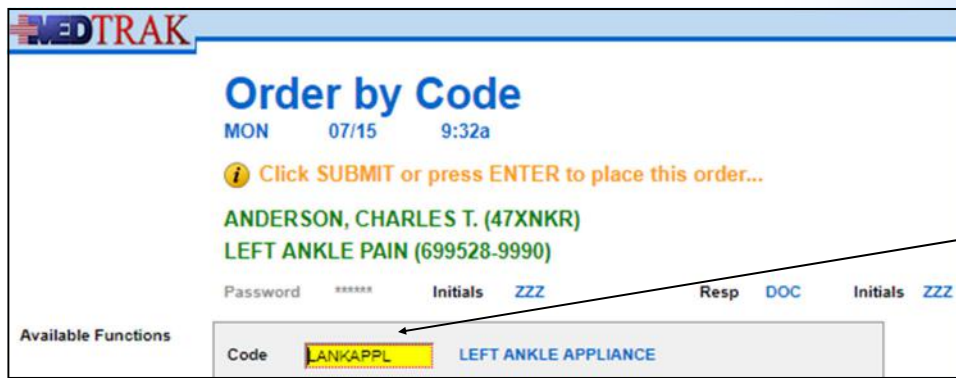 MEDTRAK
Order by Code
MON 07/15 9:32a
i Click SUBMIT or press ENTER to place this order...
ANDERSON, CHARLES T. (47XNKR)
LEFT ANKLE PAIN (699528-9990)
Password ****** Initials ZZZ Resp DOC Initials ZZZ
Available Functions
Code LANKAPPL LEFT ANKLE APPLIANCE